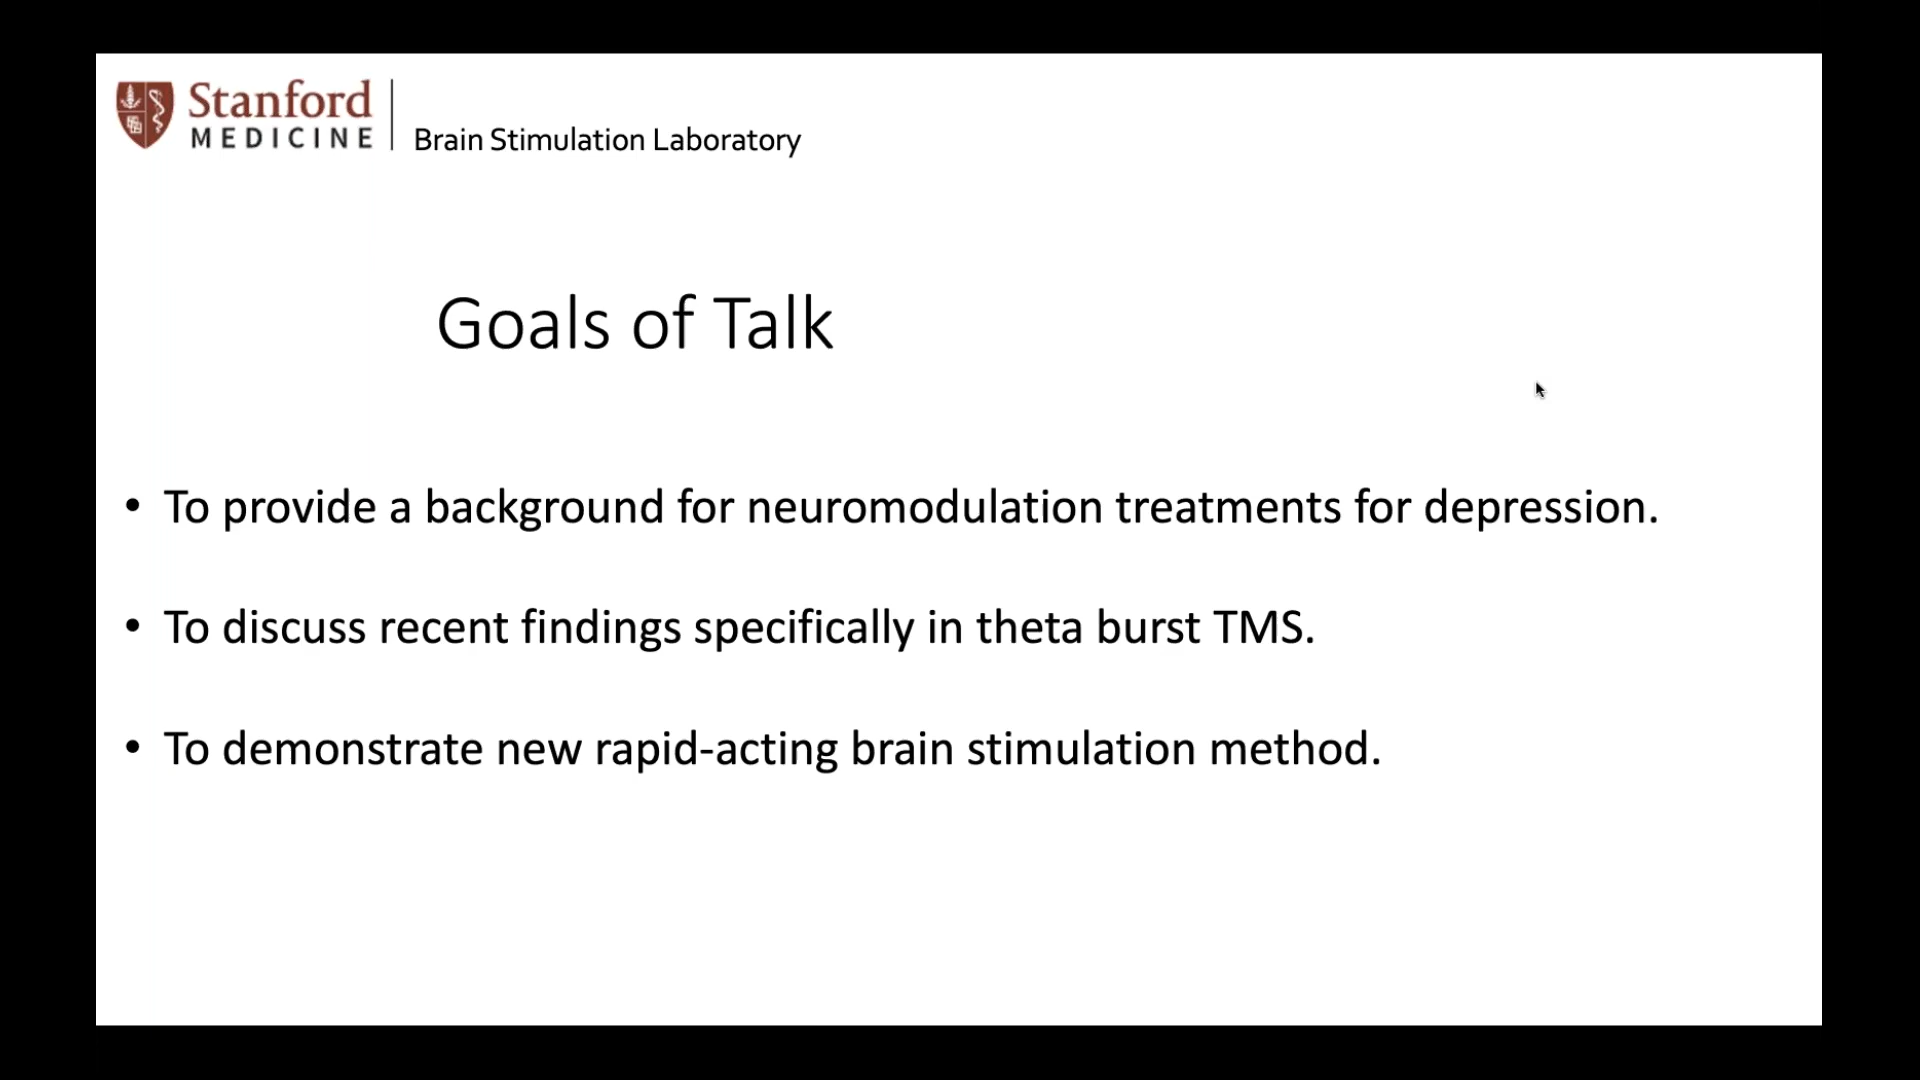 Stanford
MEDICINE
Brain Stimulation Laboratory
Goals of Talk
• To provide a background for neuromodulation treatments for depression.
• To discuss recent findings specifically in theta burst TMS.
• To demonstrate new rapid-acting brain stimulation method.